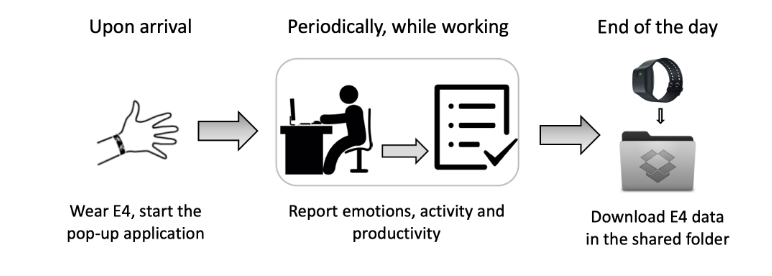 Upon arrival
Periodically, while working
End of the day
Wear E4, start the
pop-up application
Report emotions, activity and
productivity
Download E4 data
in the shared folder